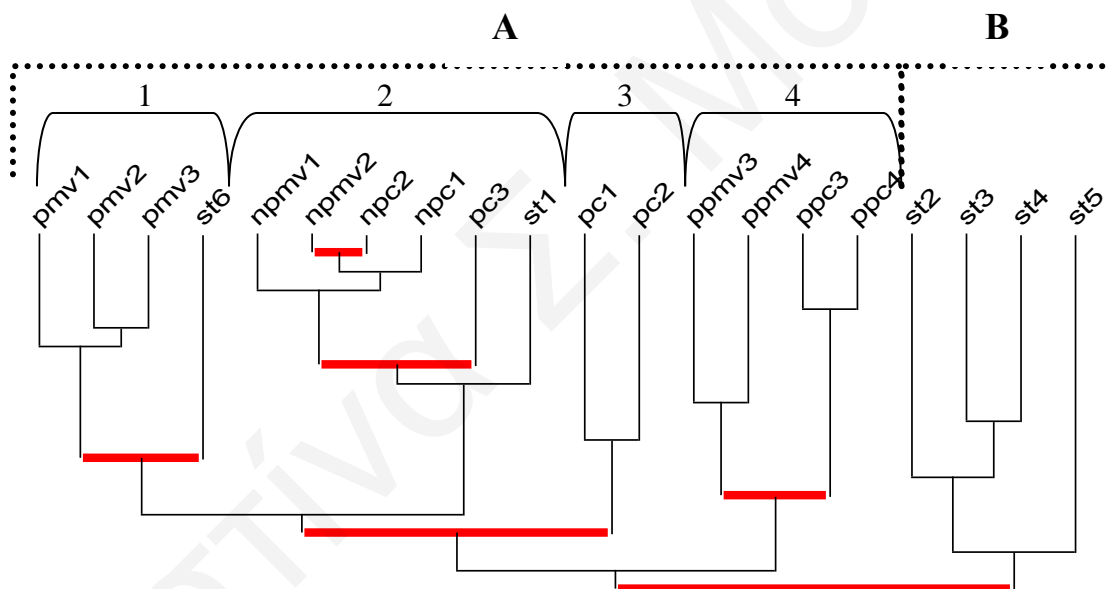 A B
1 2 3 4
pmv1 pmv2 pmv3 st6 npmv1 npmv2 npc2 npc1 pc3 st1 pc1 pc2 ppmv3 ppmv4 ppc3 ppc4 st2 st3 st4 st5
στίνα Σ. Μ